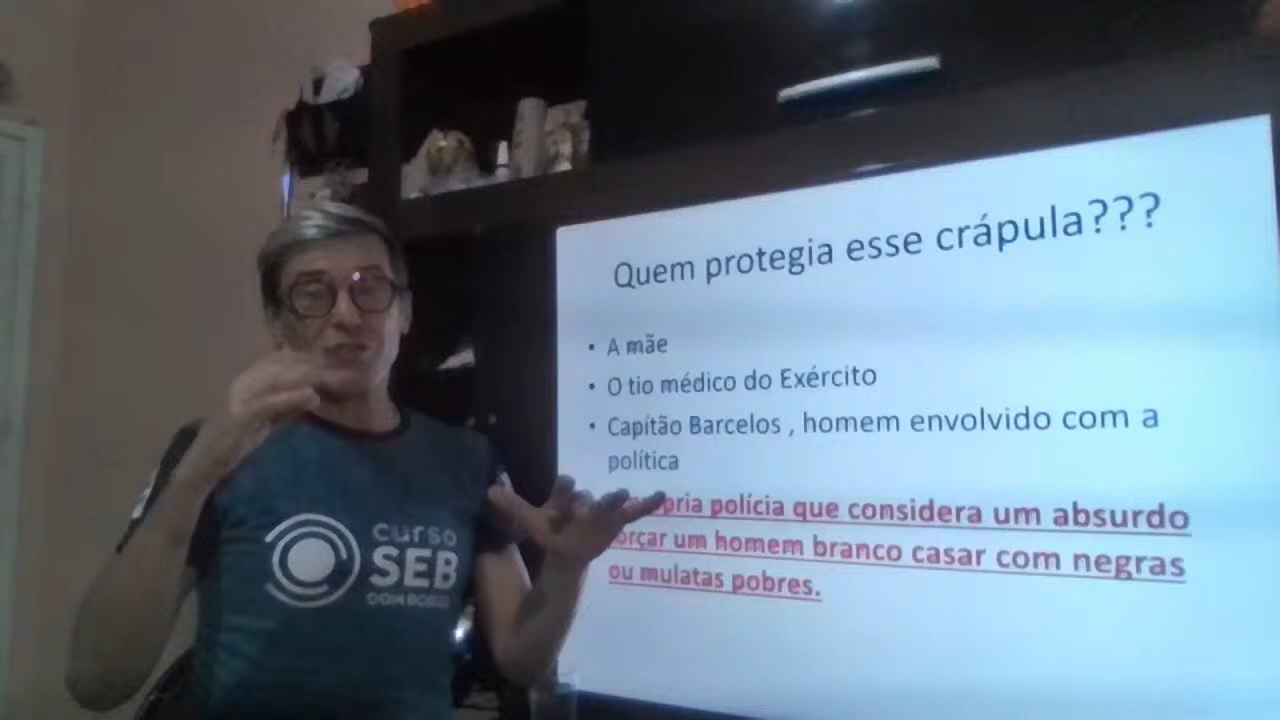 Quem protegia esse crápula???
• A mãe
• O tio médico do Exército
• Capítão Barcelos , homem envolvido com a
política
polícia que considera um absurdo
um homem branco casar com negras
ou mulatas pobres.
curso
SEB